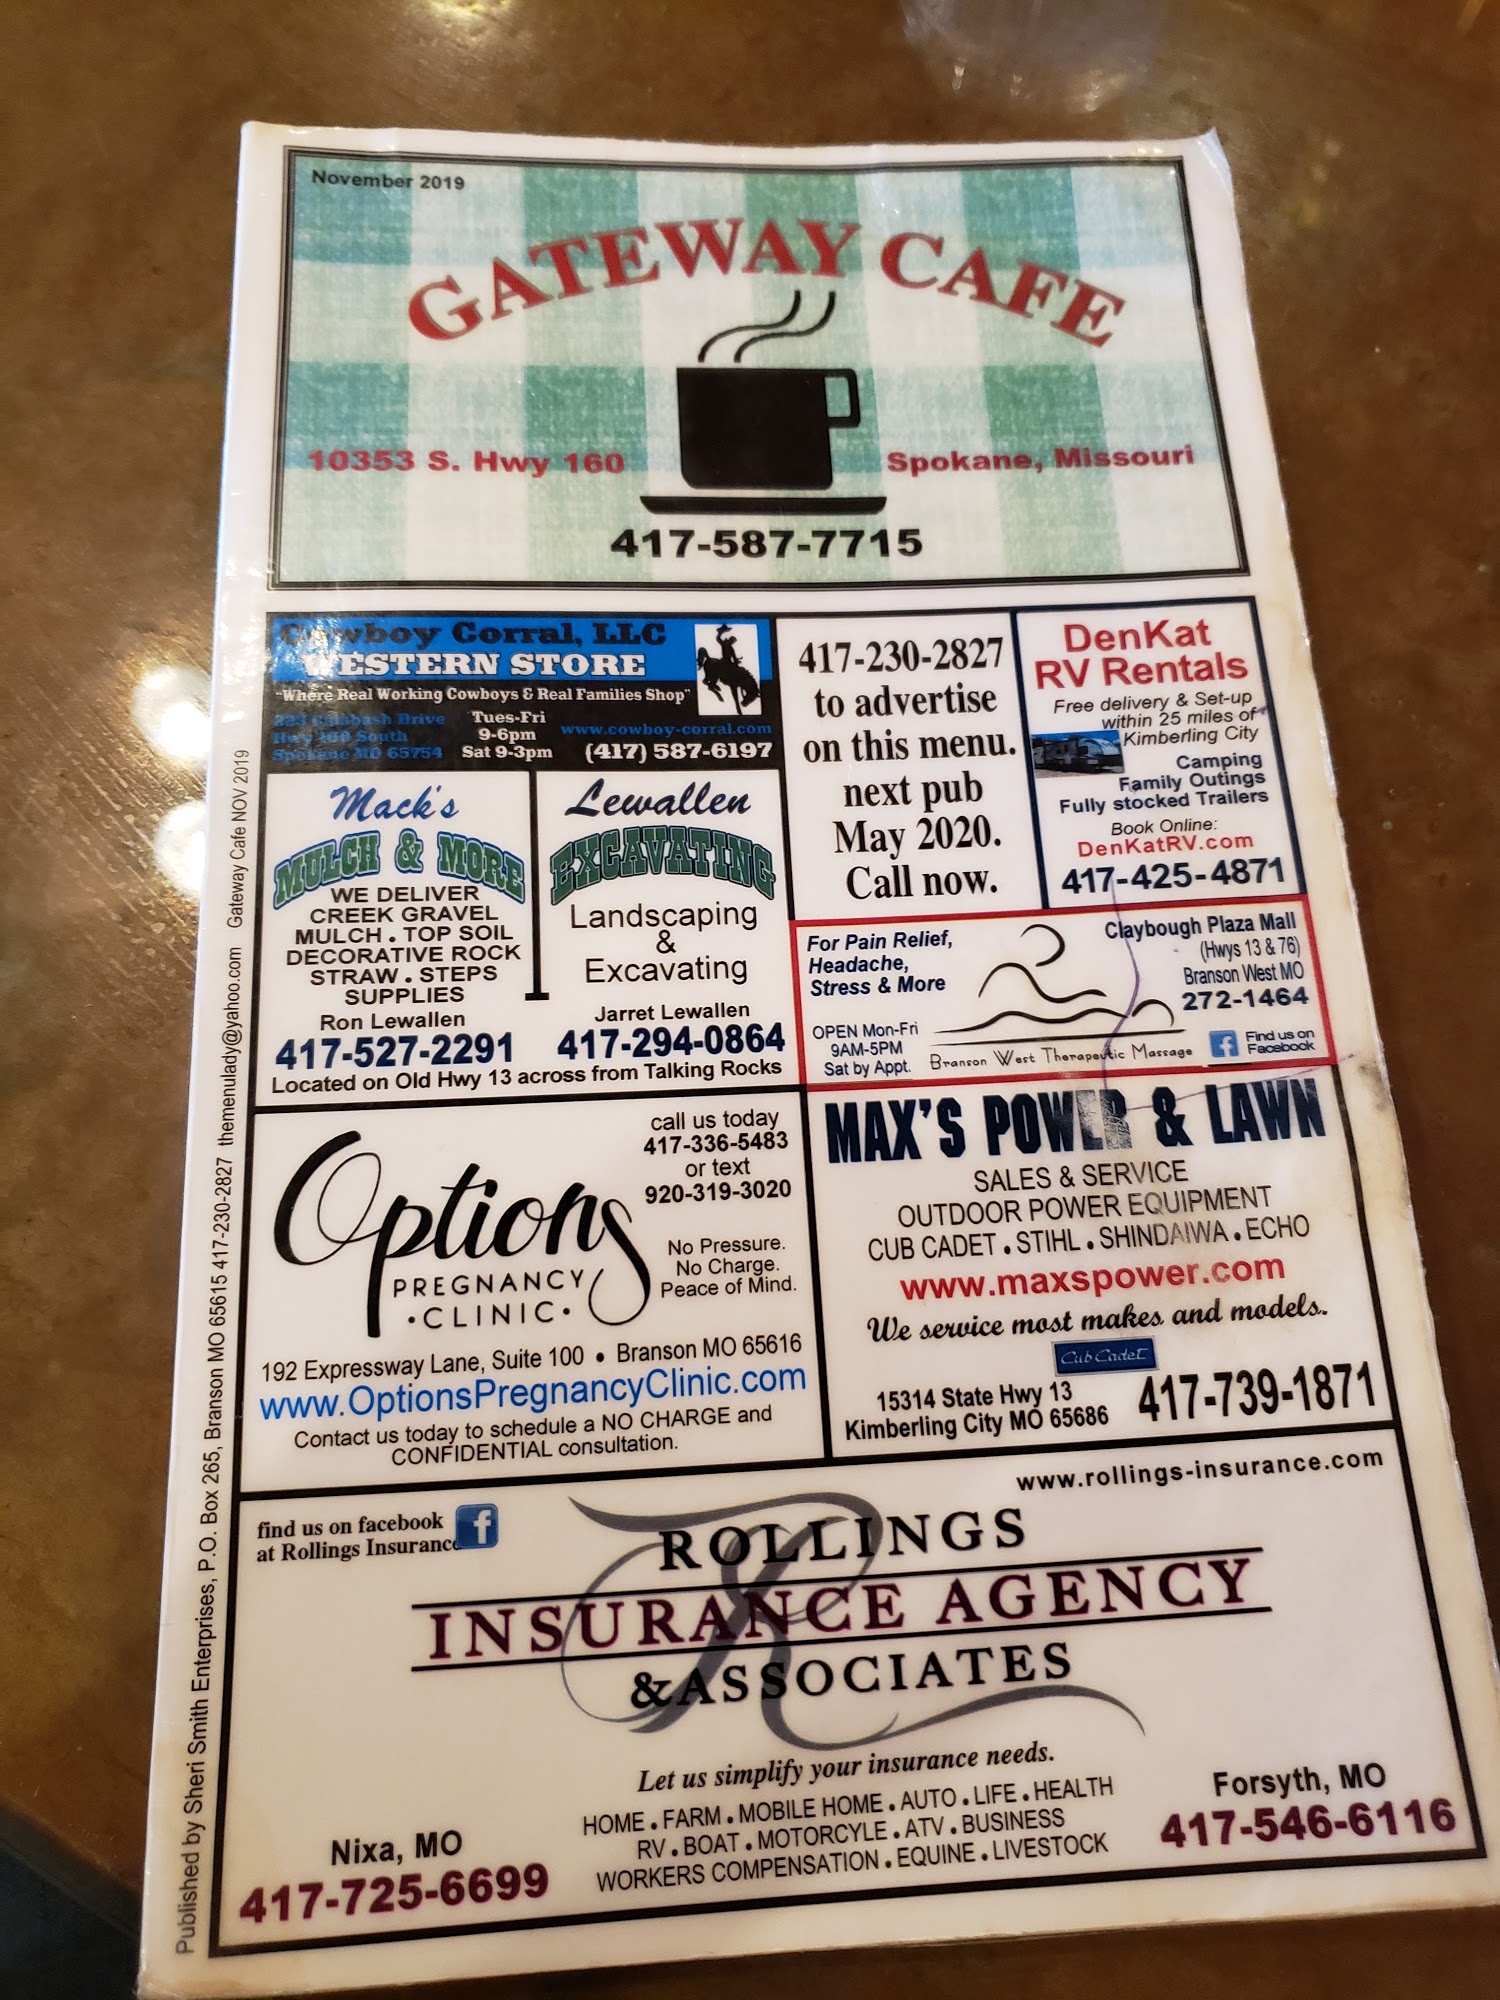 November 2019
GATEWAY CAFE
10353 S. Hwy 160
Spokane, Missouri
417-587-7715
Cowboy Corral, LLC
WESTERN STORE
"Where Real Working Cowboys & Real Families Shop"
Drive
Hwy 160 South
Spokane MO 65754
Tues-Fri
9-6pm
Sat 9-3pm
www.cowboy-corral.com
(417) 587-6197
417-230-2827
to advertise
on this menu.
next pub
May 2020.
Call now.
DenKat
RV Rentals
Free delivery & Set-up
within 25 miles of
Kimberling City
Camping
Family Outings
Fully stocked Trailers
Book Online:
DenKatRV.com
417-425-4871
Mack's
MULCH & MORE
WE DELIVER
CREEK GRAVEL
MULCH . TOP SOIL
DECORATIVE ROCK
STRAW . STEPS
SUPPLIES
Ron Lewallen
417-527-2291
Lewallen
EXCAVATING
Landscaping
&
Excavating
Jarret Lewallen
417-294-0864
Located on Old Hwy 13 across from Talking Rocks
For Pain Relief,
Headache,
Stress & More
OPEN Mon-Fri
9AM-5PM
Sat by Appt.
Claybough Plaza Mall
(Hwys 13 & 76)
Branson West MO
272-1464
Branson West Therapeutic Massage
f
Find us on
Facebook
Options
PREGNANCY
• CLINIC •
call us today
417-336-5483
or text
920-319-3020
No Pressure.
No Charge.
Peace of Mind.
192 Expressway Lane, Suite 100 • Branson MO 65616
www.OptionsPregnancyClinic.com
Contact us today to schedule a NO CHARGE and
CONFIDENTIAL consultation.
MAX'S POWER & LAWN
SALES & SERVICE
OUTDOOR POWER EQUIPMENT
CUB CADET . STIHL . SHINDAIWA . ECHO
www.maxspower.com
We service most makes and models.
Cub Cadet
15314 State Hwy 13
Kimberling City MO 65686
417-739-1871
www.rollings-insurance.com
find us on facebook
at Rollings Insurance
f
ROLLINGS
INSURANCE AGENCY
& ASSOCIATES
Let us simplify your insurance needs.
HOME . FARM . MOBILE HOME . AUTO . LIFE . HEALTH
RV . BOAT . MOTORCYLE . ATV . BUSINESS
WORKERS COMPENSATION . EQUINE . LIVESTOCK
Nixa, MO
417-725-6699
Forsyth, MO
417-546-6116
Published by Sheri Smith Enterprises, P.O. Box 265, Branson MO 65615 417-230-2827 themenulady@yahoo.com Gateway Cafe NOV 2019